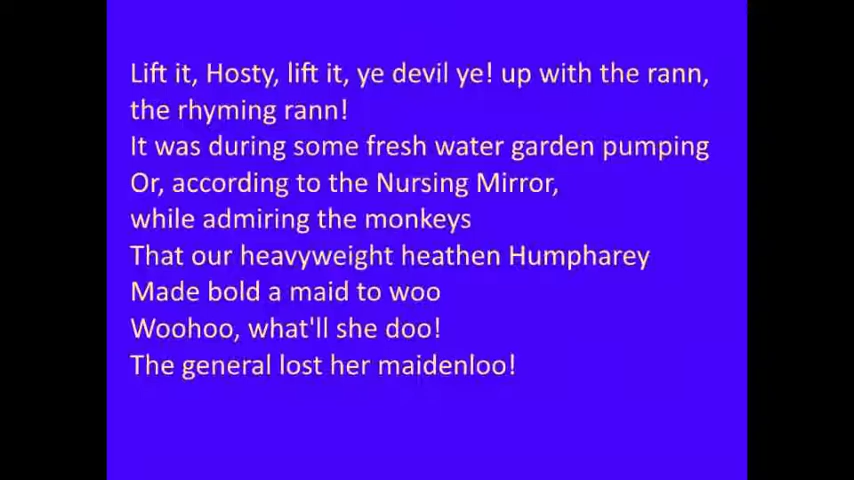 Lift it, Hosty, lift it, ye devil ye! up with the rann,
the rhyming rann!
It was during some fresh water garden pumping
Or, according to the Nursing Mirror,
while admiring the monkeys
That our heavyweight heathen Humpharey
Made bold a maid to woo
Woohoo, what'll she doo!
The general lost her maidenloo!